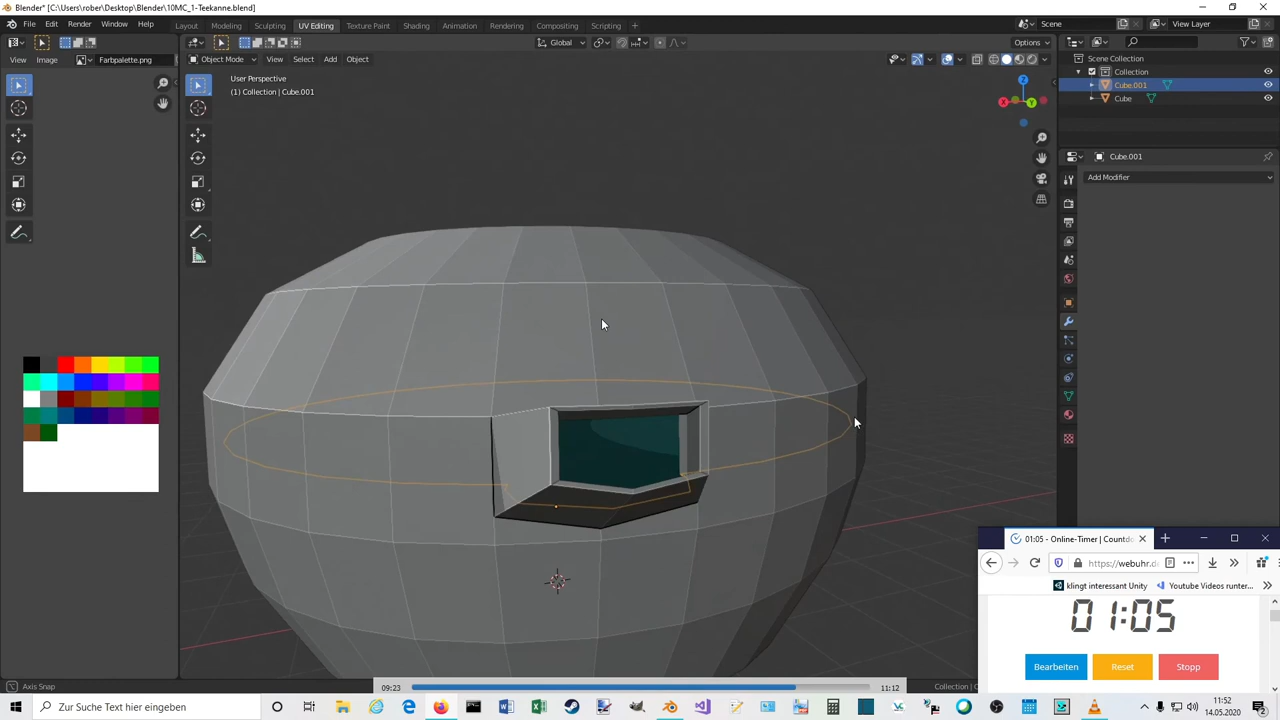 Blender* [C:\Users\rober\Desktop\Blender\10MC_1-Teekanne.blend]
File Edit Render Window Help Layout Modeling Sculpting UV Editing Texture Paint Shading Animation Rendering Compositing Scripting Scene View Layer
Global Options
View Image Farbpalette.png Object Mode View Select Add Object
User Perspective
(1) Collection | Cube.001
Scene Collection
Collection
Cube.001
Cube
Z
X
Y
Cube.001
Add Modifier
01:05 - Online-Timer | Countd
https://webuhr.d
klingt interessant Unity Youtube Videos runter...
01:05
Bearbeiten Reset Stopp
Axis Snap
09:23 11:12
Collection | C
Zur Suche Text hier eingeben
11:52
14.05.2020